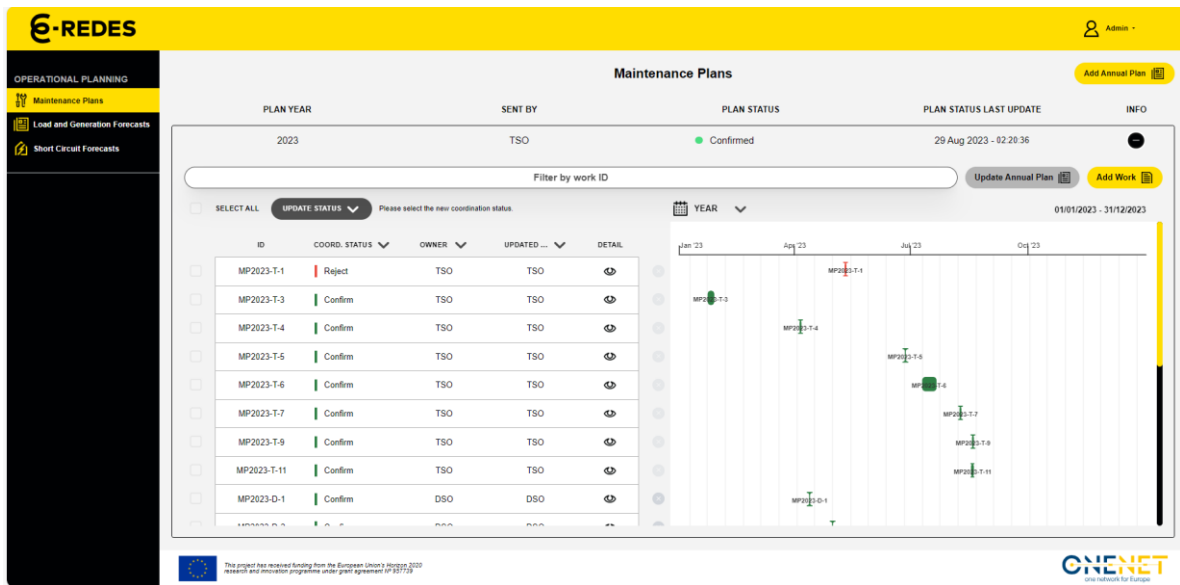 E-REDES
Admin
OPERATIONAL PLANNING
Maintenance Plans
Load and Generation Forecasts
Short Circuit Forecasts
Maintenance Plans
Add Annual Plan
PLAN YEAR SENT BY PLAN STATUS PLAN STATUS LAST UPDATE INFO
2023 TSO Confirmed 29 Aug 2023 - 02:20:36
Filter by work ID
Update Annual Plan
Add Work
SELECT ALL UPDATE STATUS Please select the new coordination status.
YEAR 01/01/2023 - 31/12/2023
ID COORD. STATUS OWNER UPDATED ... DETAIL
Jan '23 Apr '23 Jul '23 Oct '23
MP2023-T-1 Reject TSO TSO MP2023-T-1
MP2023-T-3 Confirm TSO TSO MP2023-T-3
MP2023-T-4 Confirm TSO TSO MP2023-T-4
MP2023-T-5 Confirm TSO TSO MP2023-T-5
MP2023-T-6 Confirm TSO TSO MP2023-T-6
MP2023-T-7 Confirm TSO TSO MP2023-T-7
MP2023-T-9 Confirm TSO TSO MP2023-T-9
MP2023-T-11 Confirm TSO TSO MP2023-T-11
MP2023-D-1 Confirm DSO DSO MP2023-D-1
This project has received funding from the European Union's Horizon 2020
research and innovation programme under grant agreement Nº 957739
ONENET
one network for Europe